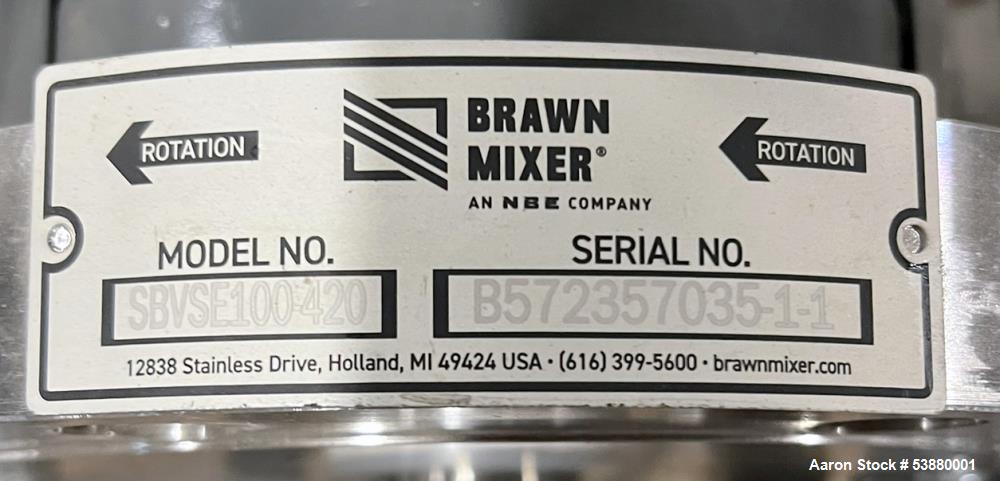 BRAWN
MIXER®
AN NBE COMPANY
ROTATION
ROTATION
MODEL NO.
SBVSE100-420
SERIAL NO.
B572357035-1-1
12838 Stainless Drive, Holland, MI 49424 USA • (616) 399-5600 • brawnmixer.com
Aaron Stock # 53880001